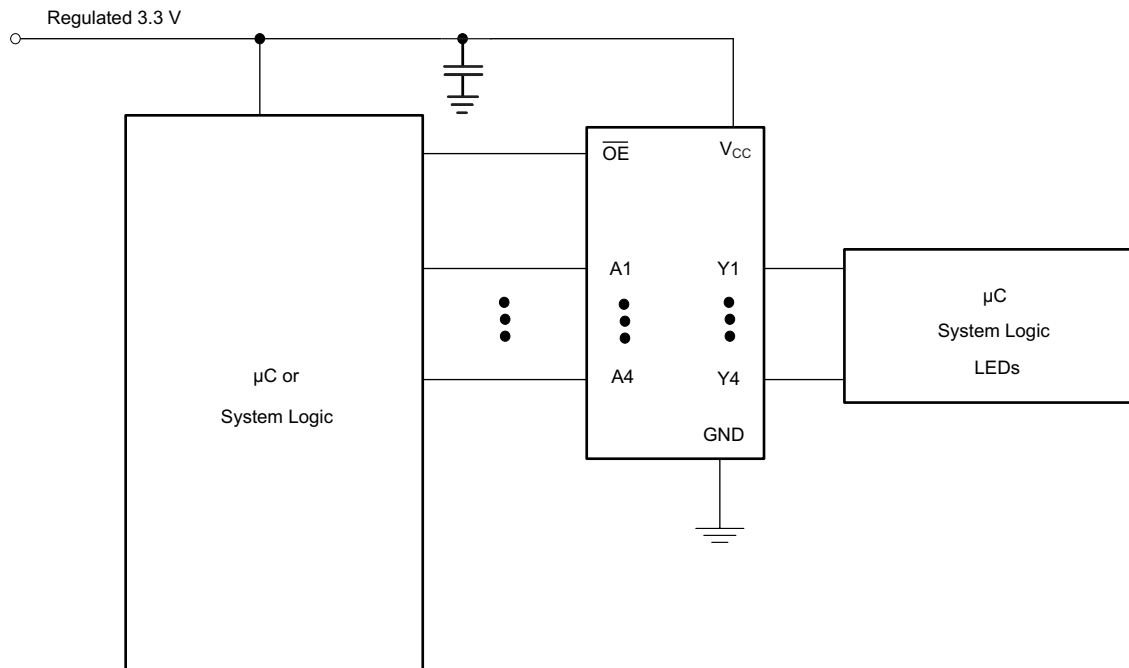 Regulated 3.3 V
OE
VCC
A1
Y1
A4
Y4
GND
µC or
System Logic
µC
System Logic
LEDs